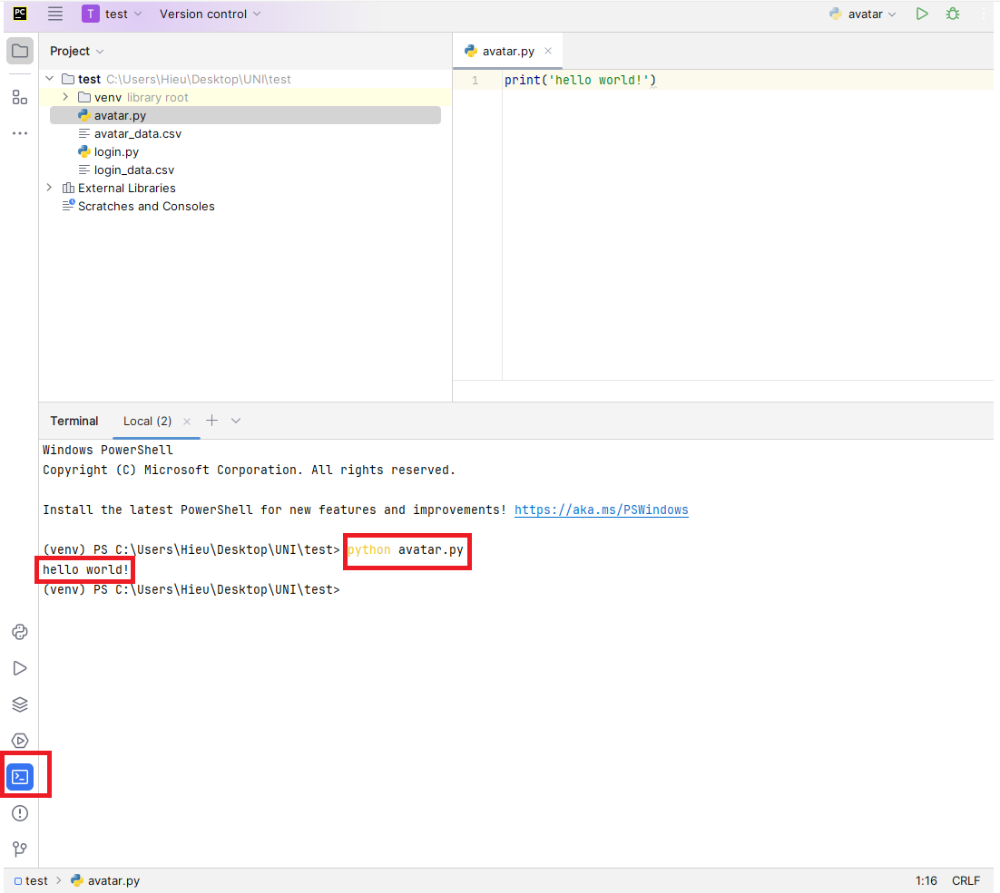 PC T test Version control avatar
Project avatar.py
test C:\Users\Hieu\Desktop\UNI\test
venv library root
avatar.py
avatar_data.csv
login.py
login_data.csv
External Libraries
Scratches and Consoles
1 print('hello world!')
Terminal Local (2)
Windows PowerShell
Copyright (C) Microsoft Corporation. All rights reserved.
Install the latest PowerShell for new features and improvements! https://aka.ms/PSWindows
(venv) PS C:\Users\Hieu\Desktop\UNI\test> python avatar.py
hello world!
(venv) PS C:\Users\Hieu\Desktop\UNI\test>
test > avatar.py 1:16 CRLF